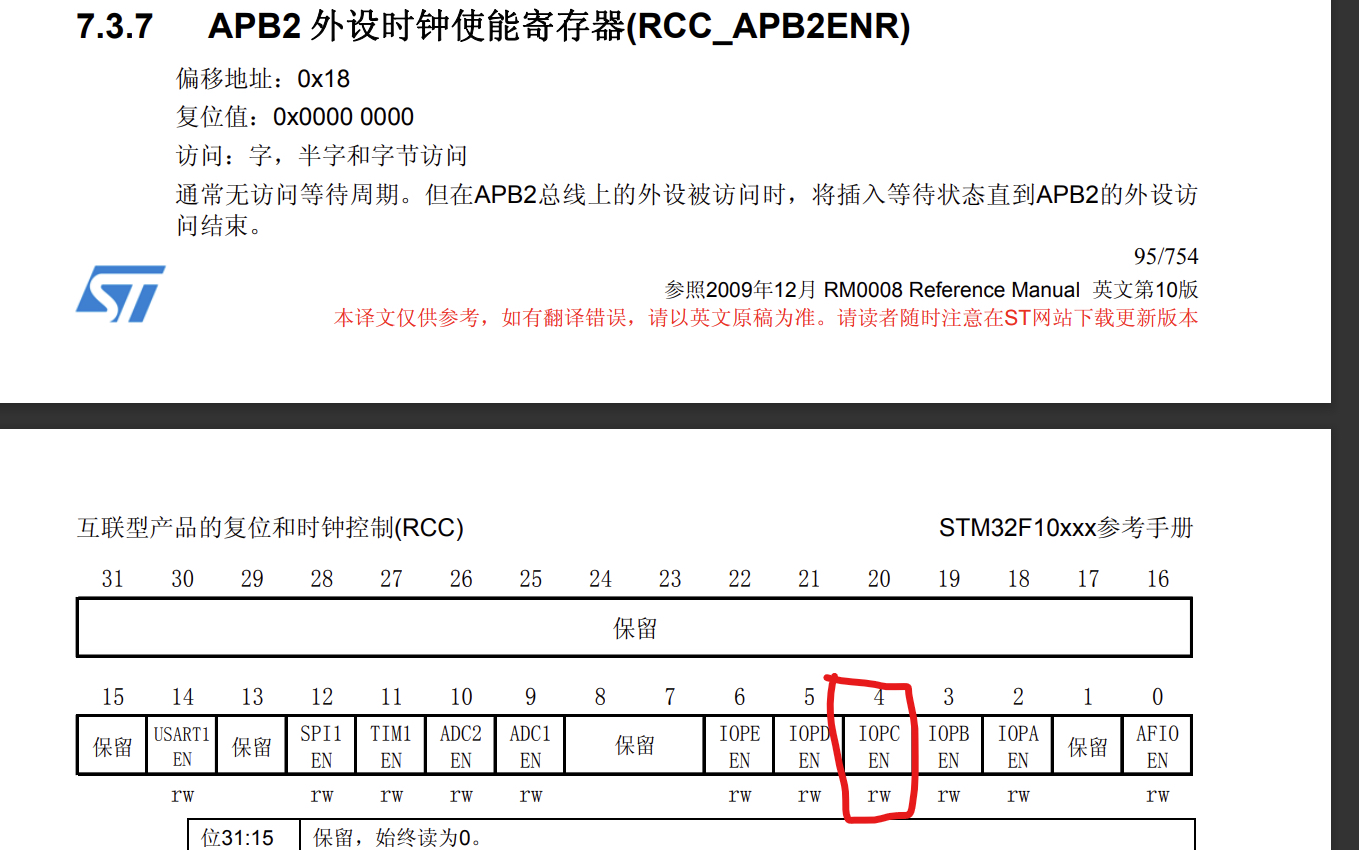 7.3.7 APB2 外设时钟使能寄存器(RCC_APB2ENR)
偏移地址：0x18
复位值：0x0000 0000
访问：字，半字和字节访问
通常无访问等待周期。但在APB2总线上的外设被访问时，将插入等待状态直到APB2的外设访
问结束。
95/754
ST
参照2009年12月 RM0008 Reference Manual 英文第10版
本译文仅供参考，如有翻译错误，请以英文原稿为准。请读者随时注意在ST网站下载更新版本
互联型产品的复位和时钟控制(RCC) STM32F10xxx参考手册
31 30 29 28 27 26 25 24 23 22 21 20 19 18 17 16
保留
15 14 13 12 11 10 9 8 7 6 5 4 3 2 1 0
保留 USART1 EN 保留 SPI1 EN TIM1 EN ADC2 EN ADC1 EN 保留 IOPE EN IOPD EN IOPC EN IOPB EN IOPA EN 保留 AFIO EN
rw rw rw rw rw rw rw rw rw rw rw
位31:15 保留，始终读为0。